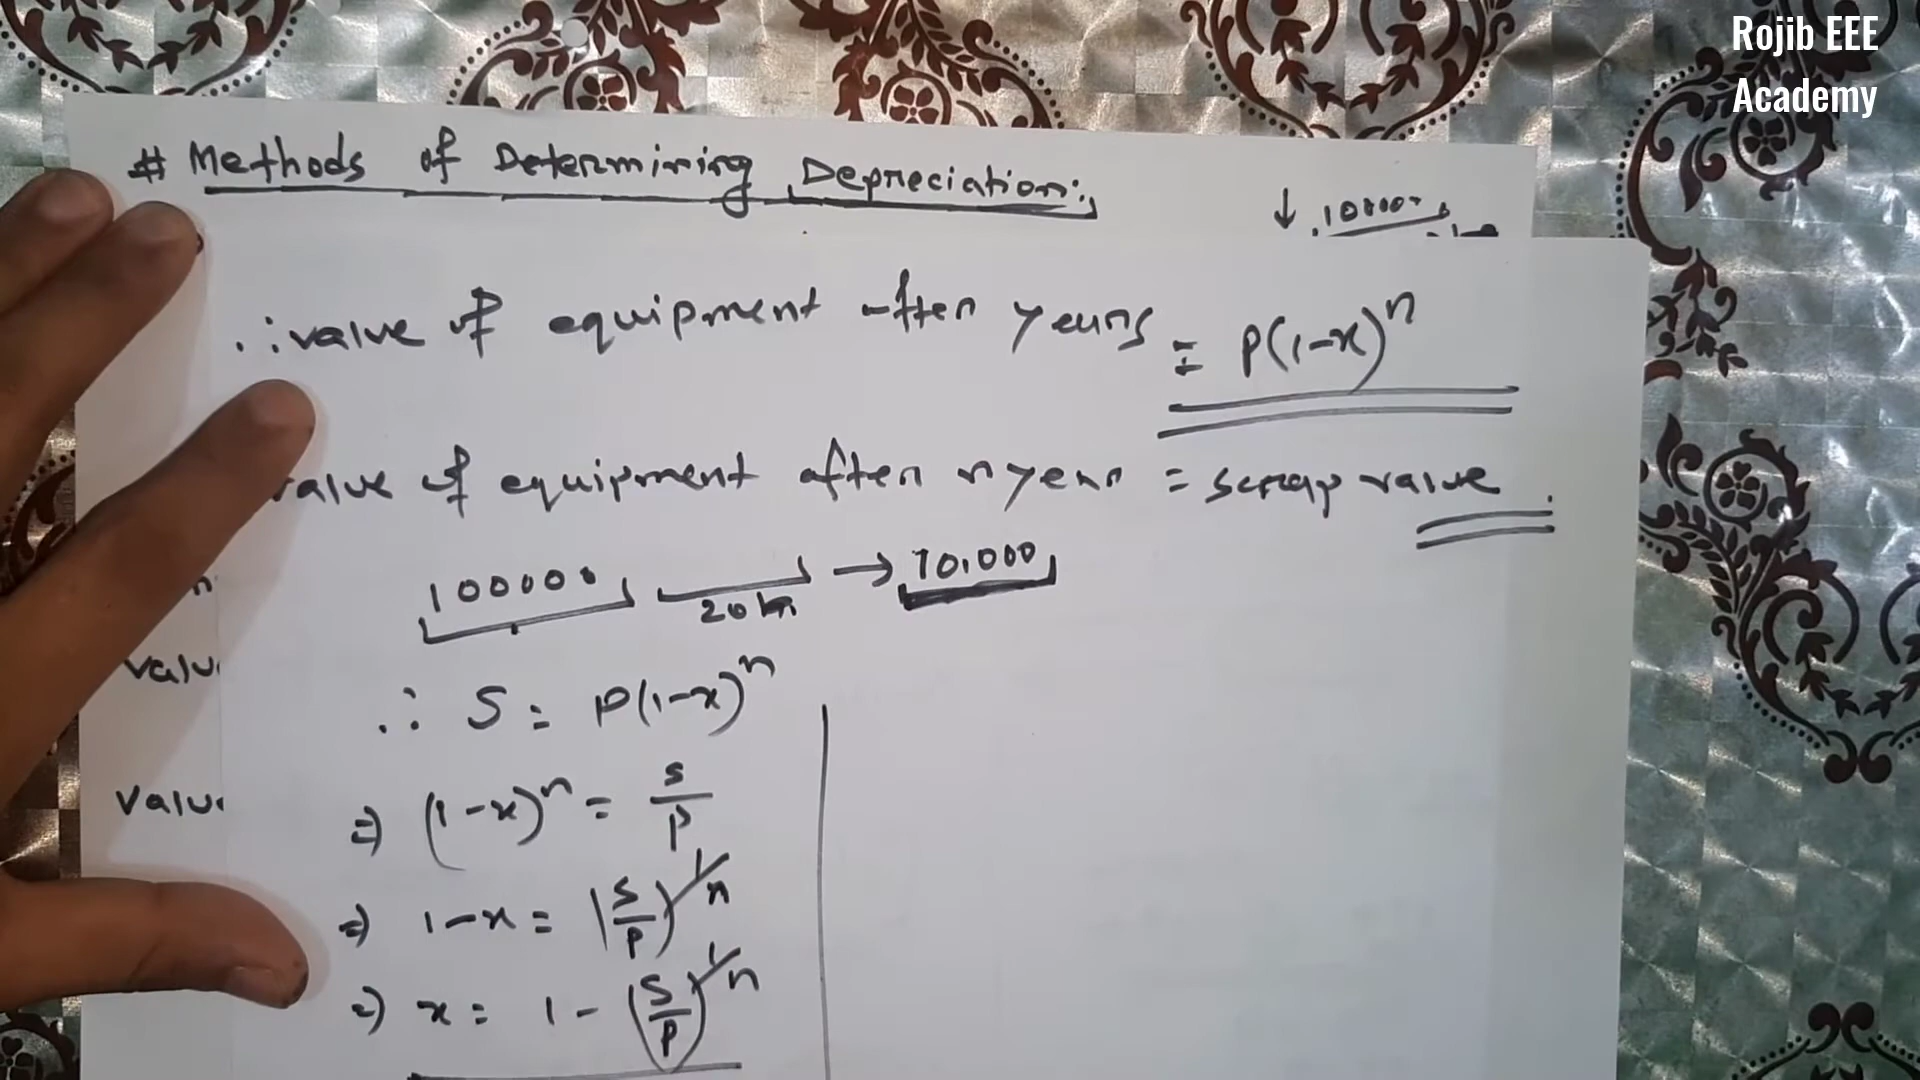 Rojib EEE
Academy
# Methods of Determining Depreciation:
↓ 100000
∴ value of equipment after years = P(1-x)^n
value of equipment after n year = scrap value.
100000 20 → 10,000
∴ S = P(1-x)^n
⇒ (1-x)^n = S/P
⇒ 1-x = (S/P)^1/n
⇒ x = 1 - (S/P)^1/n
n
valu
Valu